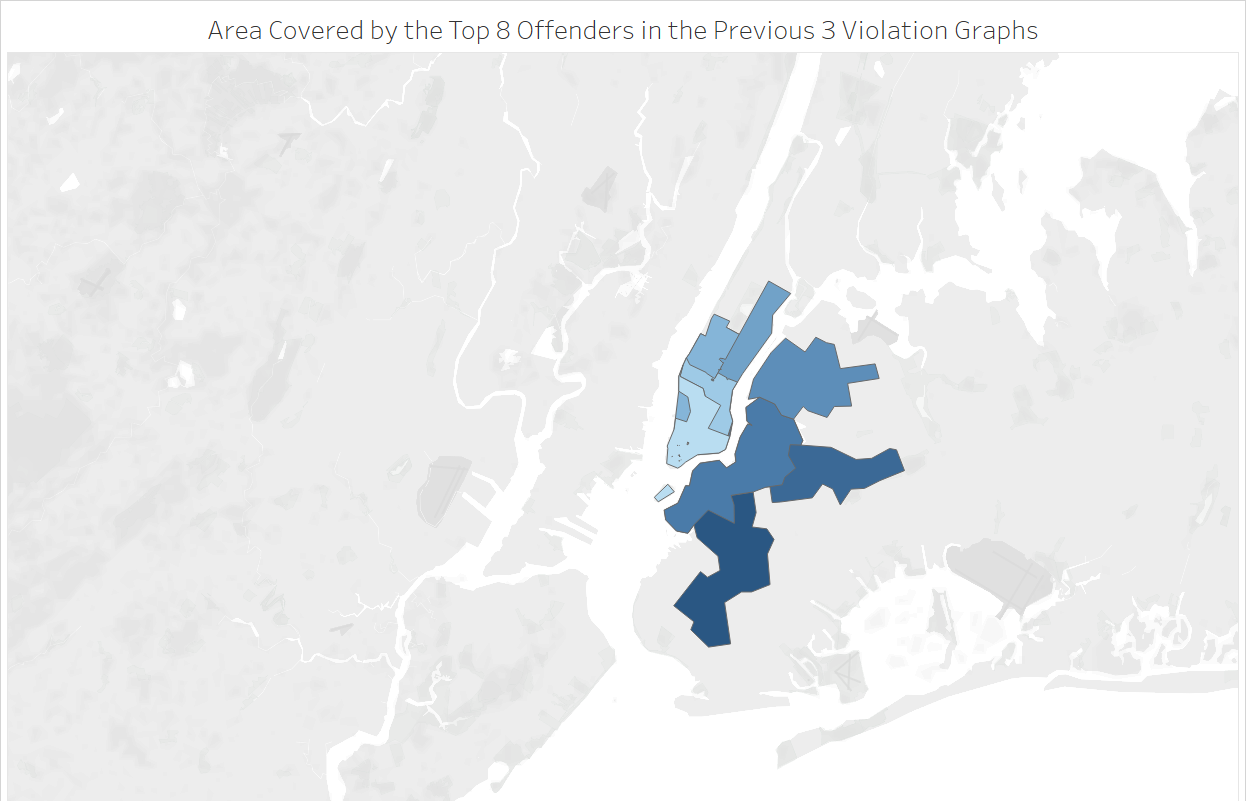 Area Covered by the Top 8 Offenders in the Previous 3 Violation Graphs